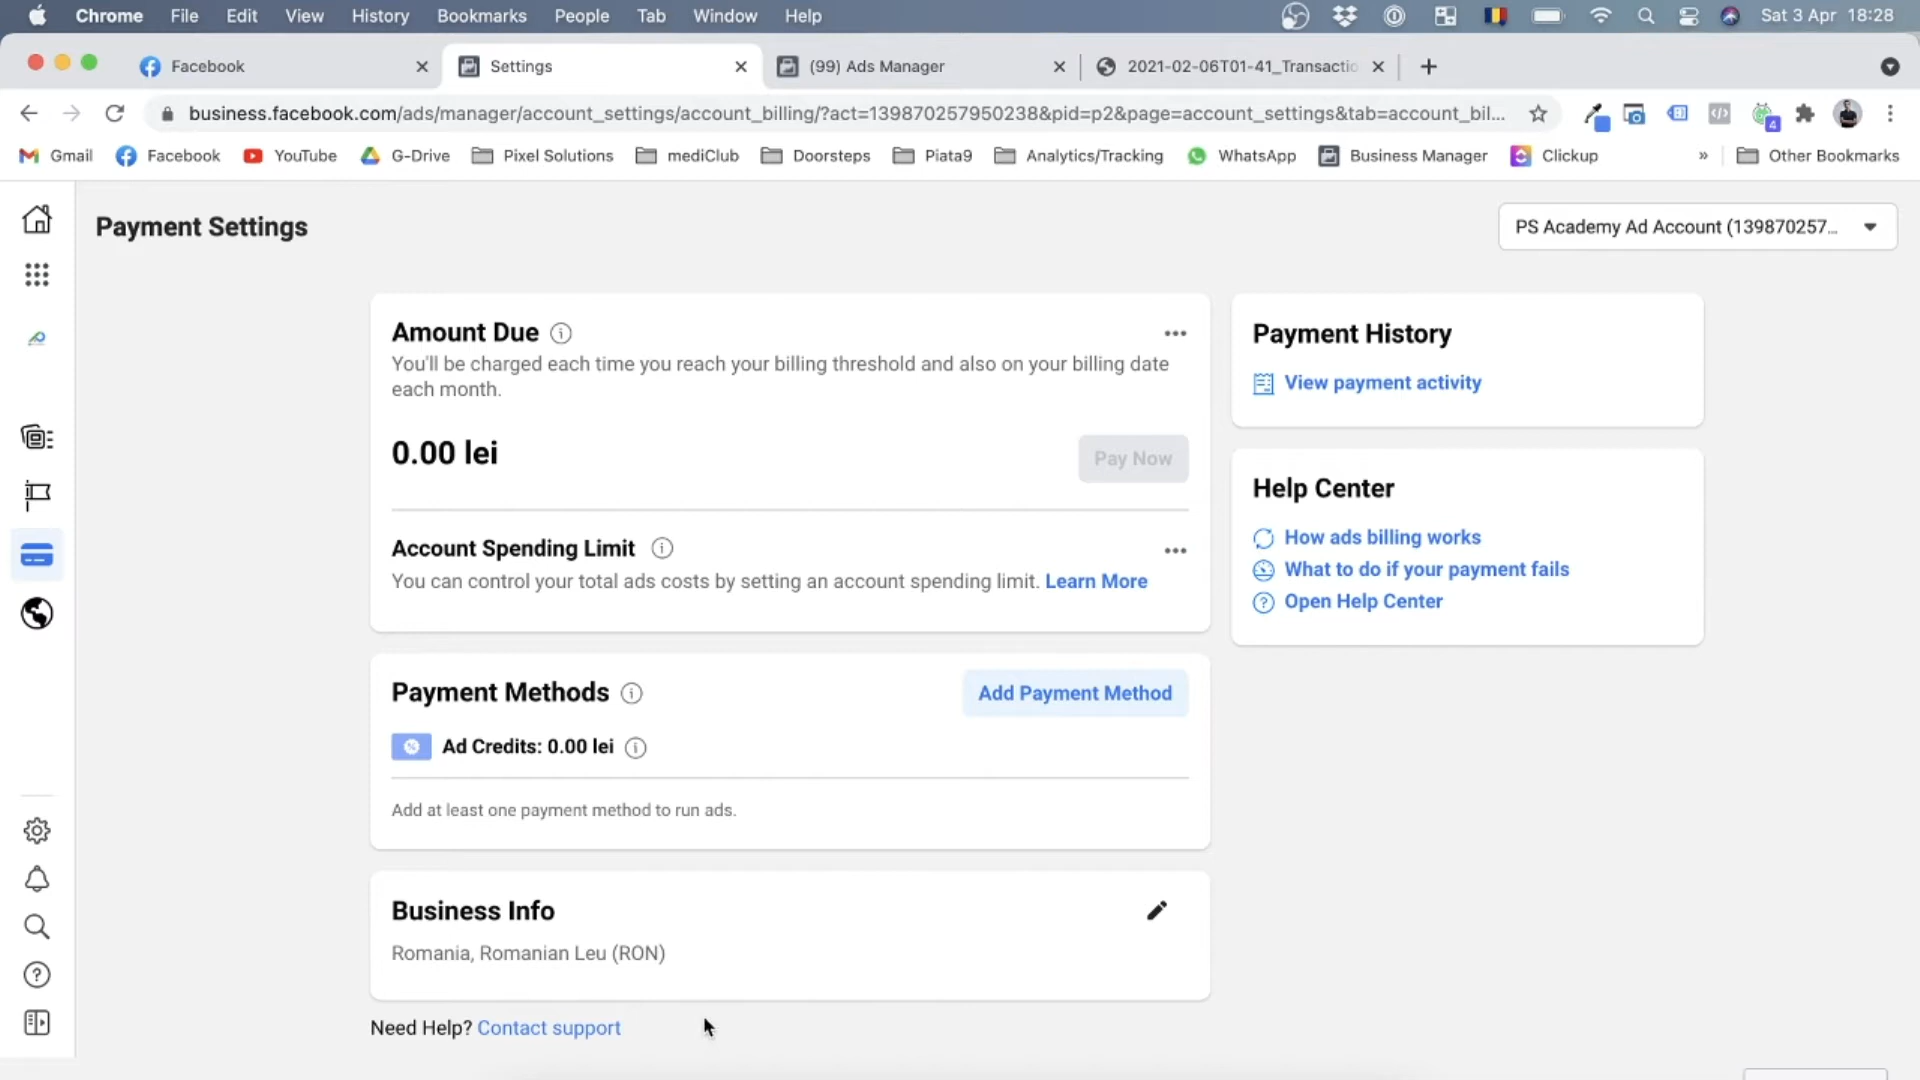 Chrome File Edit View History Bookmarks People Tab Window Help Sat 3 Apr 18:28
Facebook Settings (99) Ads Manager 2021-02-06T01-41_Transactio
business.facebook.com/ads/manager/account_settings/account_billing/?act=139870257950238&pid=p2&page=account_settings&tab=account_bil...
4
Gmail Facebook YouTube G-Drive Pixel Solutions mediClub Doorsteps Piata9 Analytics/Tracking WhatsApp Business Manager Clickup » Other Bookmarks
Payment Settings
PS Academy Ad Account (139870257...
Amount Due
You'll be charged each time you reach your billing threshold and also on your billing date
each month.
0.00 lei
Pay Now
Account Spending Limit
You can control your total ads costs by setting an account spending limit. Learn More
Payment Methods
Add Payment Method
Ad Credits: 0.00 lei
Add at least one payment method to run ads.
Business Info
Romania, Romanian Leu (RON)
Need Help? Contact support
Payment History
View payment activity
Help Center
How ads billing works
What to do if your payment fails
Open Help Center